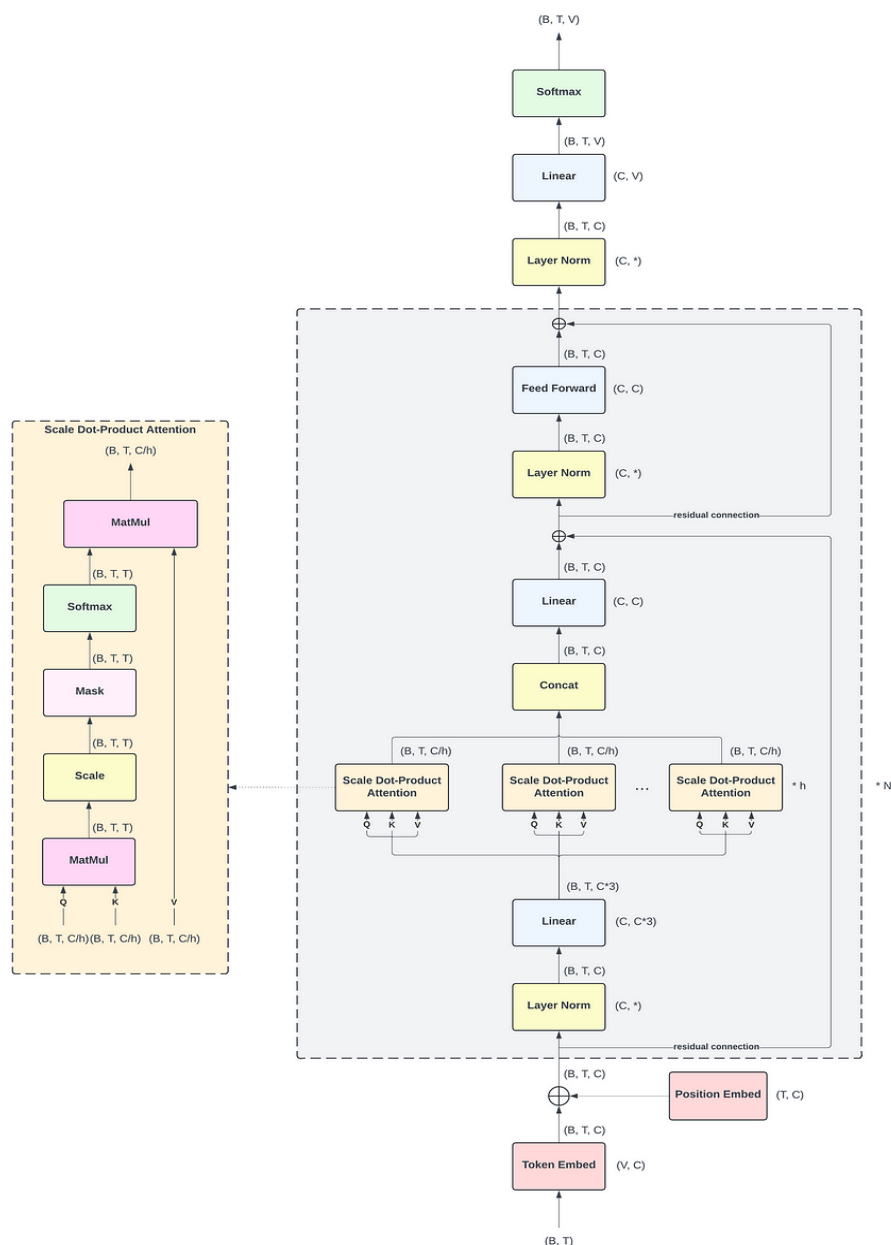 (B, T, V)
Softmax
(B, T, V)
Linear (C, V)
(B, T, C)
Layer Norm (C, *)
(B, T, C)
Feed Forward (C, C)
(B, T, C)
Layer Norm (C, *)
residual connection
(B, T, C)
Linear (C, C)
(B, T, C)
Concat
(B, T, C/h) (B, T, C/h) (B, T, C/h)
Scale Dot-Product Attention
Scale Dot-Product Attention
...
Scale Dot-Product Attention
* h
* N
Q K V Q K V Q K V
(B, T, C*3)
Linear (C, C*3)
(B, T, C)
Layer Norm (C, *)
residual connection
(B, T, C)
Position Embed (T, C)
(B, T, C)
Token Embed (V, C)
(B, T)
Scale Dot-Product Attention
(B, T, C/h)
MatMul
(B, T, T)
Softmax
(B, T, T)
Mask
(B, T, T)
Scale
(B, T, T)
MatMul
Q K V
(B, T, C/h) (B, T, C/h) (B, T, C/h)